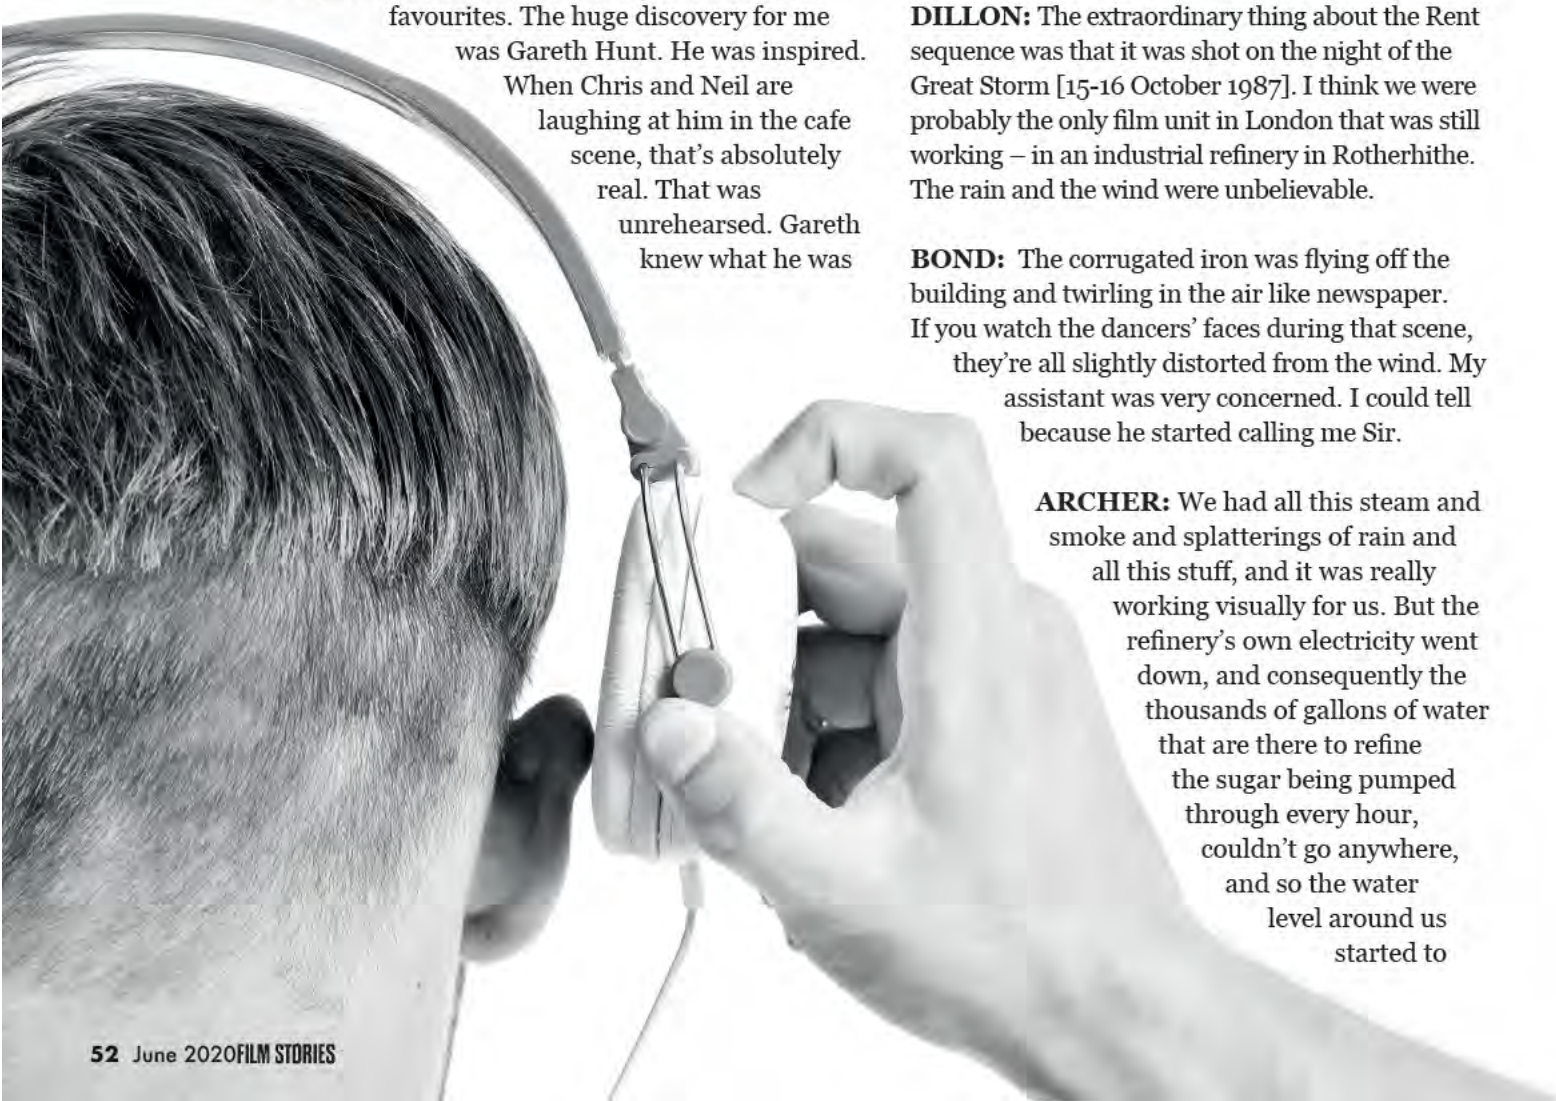 favourites. The huge discovery for me
was Gareth Hunt. He was inspired.
When Chris and Neil are
laughing at him in the cafe
scene, that's absolutely
real. That was
unrehearsed. Gareth
knew what he was
DILLON: The extraordinary thing about the Rent
sequence was that it was shot on the night of the
Great Storm [15-16 October 1987]. I think we were
probably the only film unit in London that was still
working – in an industrial refinery in Rotherhithe.
The rain and the wind were unbelievable.
BOND: The corrugated iron was flying off the
building and twirling in the air like newspaper.
If you watch the dancers' faces during that scene,
they're all slightly distorted from the wind. My
assistant was very concerned. I could tell
because he started calling me Sir.
ARCHER: We had all this steam and
smoke and splatterings of rain and
all this stuff, and it was really
working visually for us. But the
refinery's own electricity went
down, and consequently the
thousands of gallons of water
that are there to refine
the sugar being pumped
through every hour,
couldn't go anywhere,
and so the water
level around us
started to
52 June 2020FILM STORIES